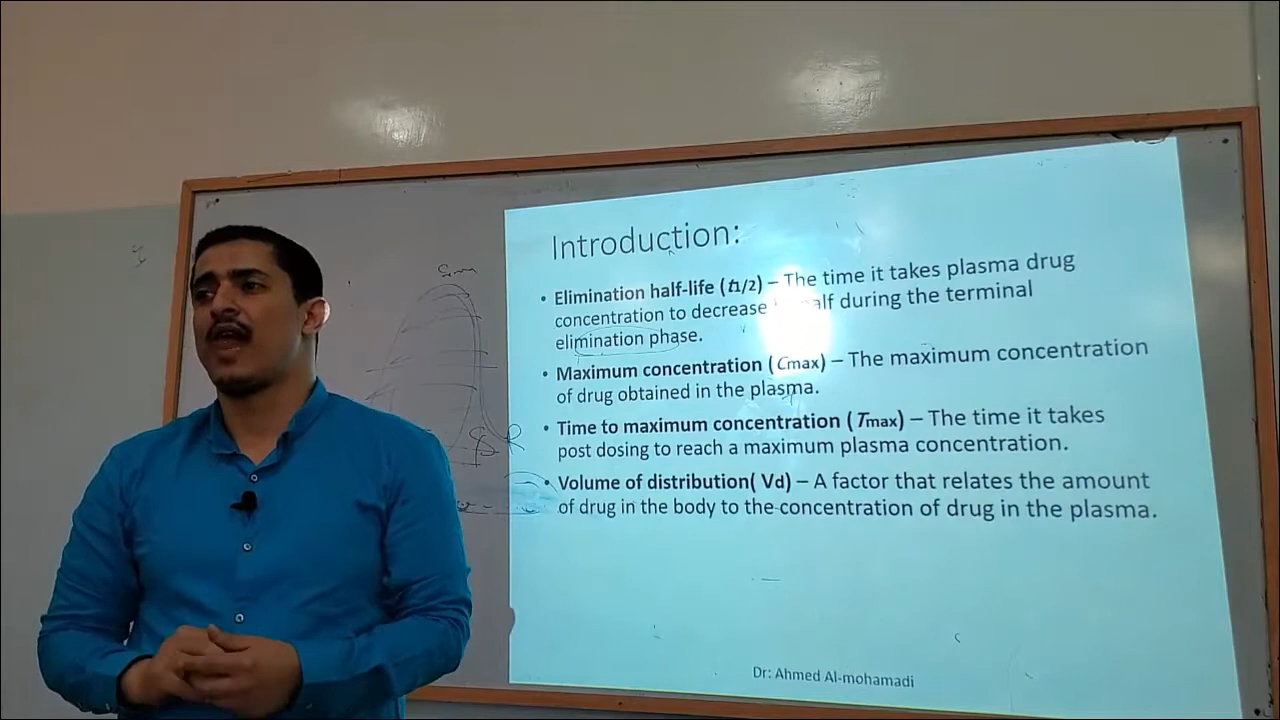 Introduction:
• Elimination half-life (t1/2) – The time it takes plasma drug
concentration to decrease half during the terminal
elimination phase.
• Maximum concentration (Cmax) – The maximum concentration
of drug obtained in the plasma.
• Time to maximum concentration (Tmax) – The time it takes
post dosing to reach a maximum plasma concentration.
• Volume of distribution( Vd) – A factor that relates the amount
of drug in the body to the concentration of drug in the plasma.
Dr: Ahmed Al-mohamadi